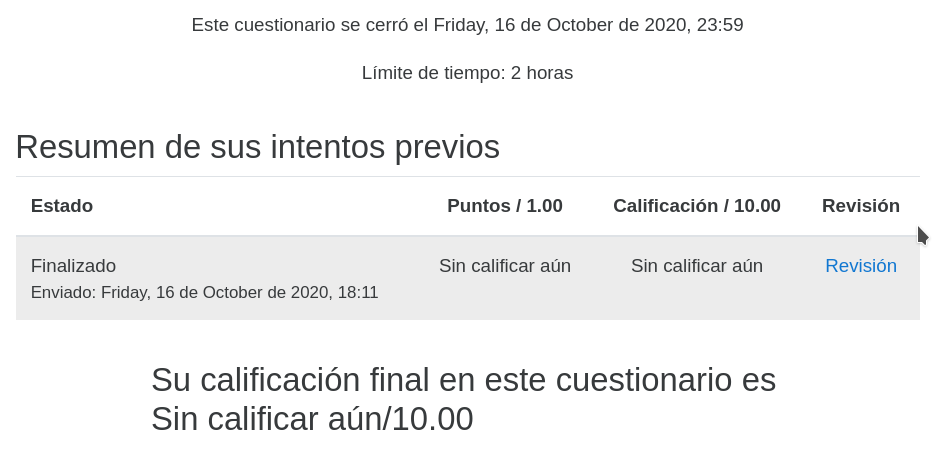 Este cuestionario se cerró el Friday, 16 de October de 2020, 23:59
Límite de tiempo: 2 horas
Resumen de sus intentos previos
Estado Puntos / 1.00 Calificación / 10.00 Revisión
Finalizado Sin calificar aún Sin calificar aún Revisión
Enviado: Friday, 16 de October de 2020, 18:11
Su calificación final en este cuestionario es
Sin calificar aún/10.00